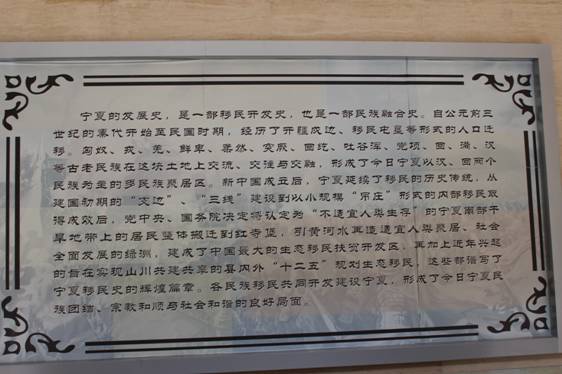 宁夏的发展史，是一部移民开发史，也是一部民族融合史。自公元前三
世纪的秦代开始至民国时期，经历了开疆戍边、移民屯垦等形式的人口迁
移。匈奴、戎、羌、鲜卑、柔然、突厥、回纥、吐谷浑、党项、回、满、汉
等古老民族在这块土地上交流、交往与交融，形成了今日宁夏以汉、回两个
民族为主的多民族聚居区。新中国成立后，宁夏延续了移民的历史传统，从
建国初期的“支边”、“三线”建设到以小规模“吊庄”形式的内部移民取
得成效后，党中央、国务院决定将认定为“不适宜人类生存”的宁夏南部干
旱地带上的居民整体搬迁到红寺堡，引黄河水再造适宜人类聚居、社会
全面发展的绿洲，建成了中国最大的生态移民扶贫开发区。再加上近年兴起
的旨在实现山川共建共享的县内外“十二五”规划生态移民，这些都谱写了
宁夏移民史的辉煌篇章。各民族移民共同开发建设宁夏，形成了今日宁夏民
族团结、宗教和顺与社会和谐的良好局面。